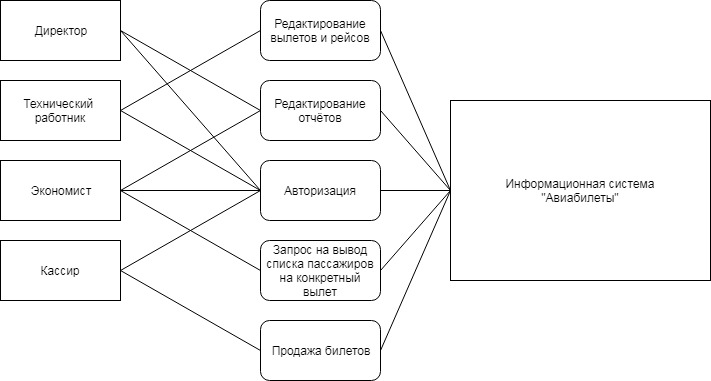 Директор
Технический
работник
Экономист
Кассир
Редактирование
вылетов и рейсов
Редактирование
отчётов
Авторизация
Запрос на вывод
списка пассажиров
на конкретный
вылет
Продажа билетов
Информационная система
"Авиабилеты"